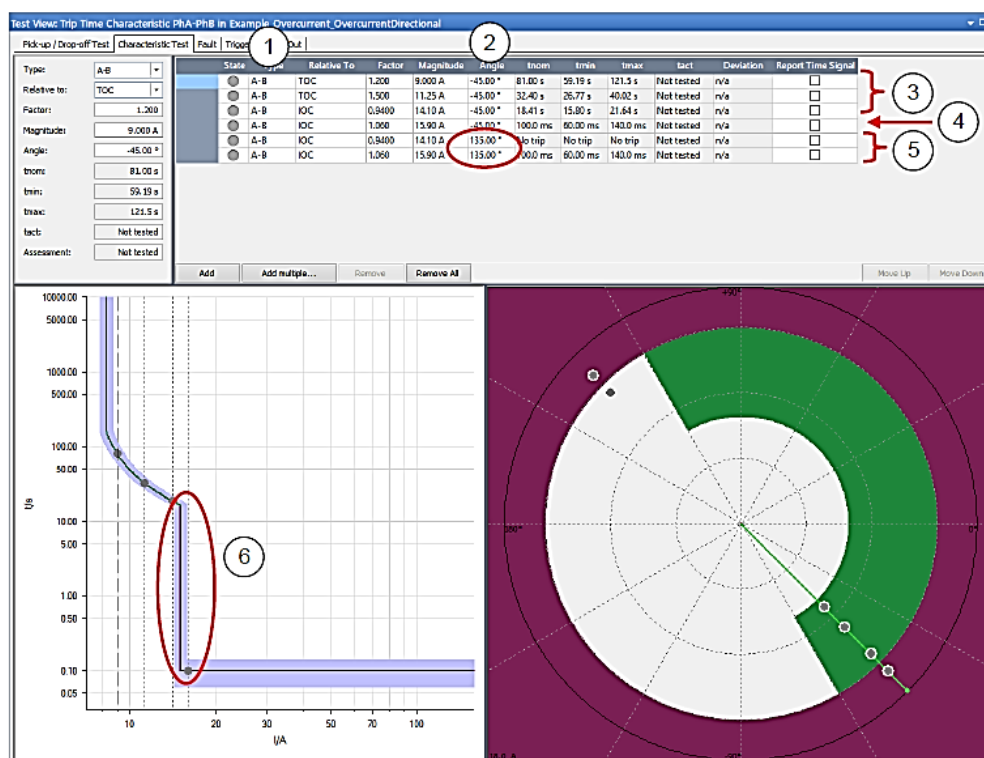 Test View: Trip Time Characteristic PhA-PhB in Example_Overcurrent_OvercurrentDirectional
Pick-up / Drop-off Test Characteristic Test Fault
1
2
State Relative To Factor Magnitude Angle tnom tmin tmax tact Deviation Report Time Signal
A-B TOC 1.200 9.000 A -45.00 ° 81.00 s 59.19 s 121.5 s Not tested n/a
A-B TOC 1.500 11.25 A -45.00 ° 32.40 s 26.77 s 40.02 s Not tested n/a
A-B IOC 0.9400 14.10 A -45.00 ° 18.41 s 15.80 s 21.64 s Not tested n/a
A-B IOC 1.060 15.90 A -45.00 ° 100.0 ms 60.00 ms 140.0 ms Not tested n/a
A-B IOC 0.9400 14.10 A 135.00 ° No trip No trip No trip Not tested n/a
A-B IOC 1.060 15.90 A 135.00 ° 60.00 ms 140.0 ms Not tested n/a
3
4
5
Type: A-B
Relative to: TOC
Factor: 1.200
Magnitude: 9.000 A
Angle: -45.00 °
tnom: 81.00 s
tmin: 59.19 s
tmax: 121.5 s
tact: Not tested
Assessment: Not tested
Add Add multiple... Remove Remove All Move Up Move Down
10000.00
5000.00
1000.00
500.00
100.00
50.00
10.00
5.00
1.00
0.50
0.10
0.05
t/s
6
10 20 30 50 70 100
I/A
+90°
0°